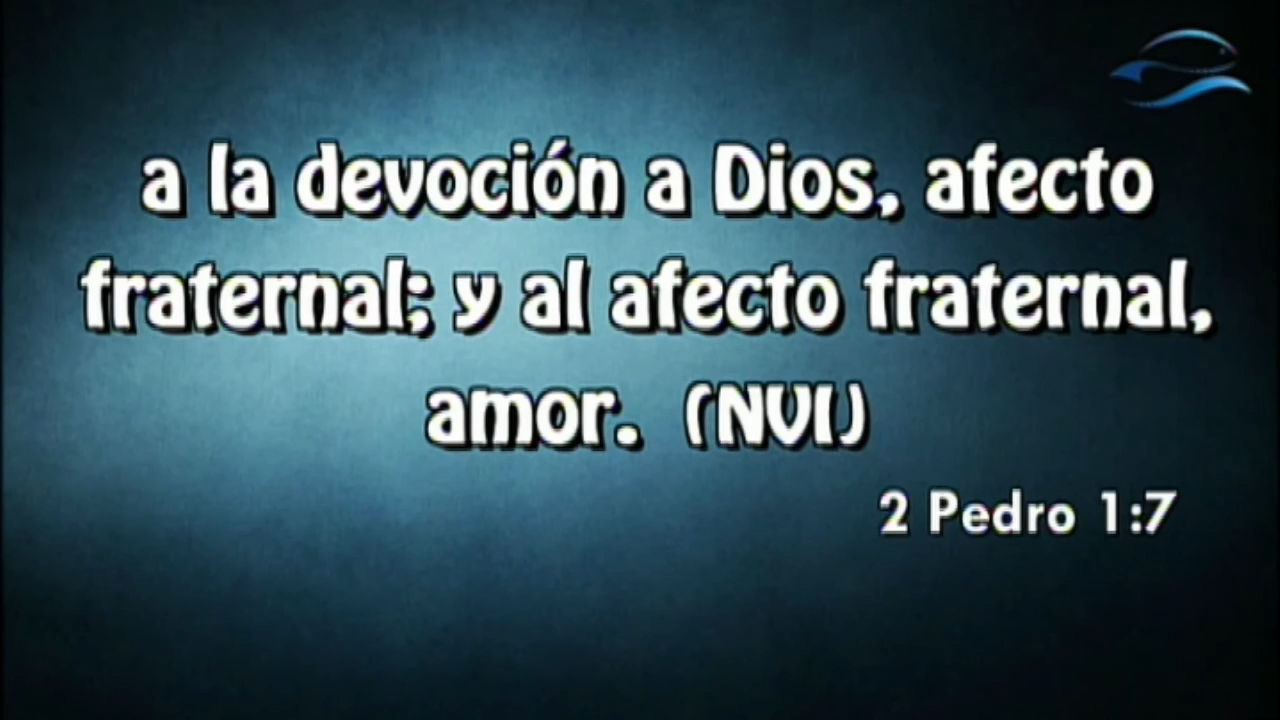 a la devoción a Dios, afecto
fraternal; y al afecto fraternal,
amor. (NVI)
2 Pedro 1:7